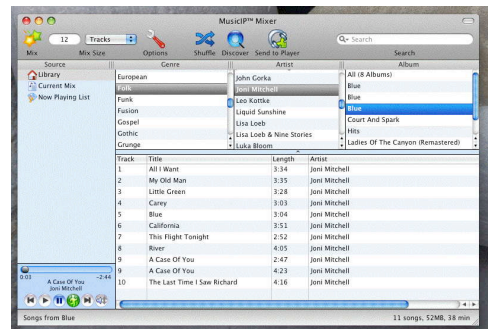 MusicIP™ Mixer
12 Tracks
Search
Mix Mix Size Options Shuffle Discover Send to Player Search
Source Genre Artist Album
Library
Current Mix
Now Playing List
European
Folk
Funk
Fusion
Gospel
Gothic
Grunge
John Gorka
Joni Mitchell
Leo Kottke
Liquid Sunshine
Lisa Loeb
Lisa Loeb & Nine Stories
Luka Bloom
All (8 Albums)
Blue
Blue
Blue
Court And Spark
Hits
Ladies Of The Canyon (Remastered)
Track Title Length Artist
1 All I Want 3:34 Joni Mitchell
2 My Old Man 3:35 Joni Mitchell
3 Little Green 3:28 Joni Mitchell
4 Carey 3:03 Joni Mitchell
5 Blue 3:04 Joni Mitchell
6 California 3:51 Joni Mitchell
7 This Flight Tonight 2:52 Joni Mitchell
8 River 4:05 Joni Mitchell
9 A Case Of You 2:47 Joni Mitchell
9 A Case Of You 4:23 Joni Mitchell
10 The Last Time I Saw Richard 4:16 Joni Mitchell
0:03 -2:44
A Case Of You
Joni Mitchell
Songs from Blue 11 songs, 52MB, 38 min